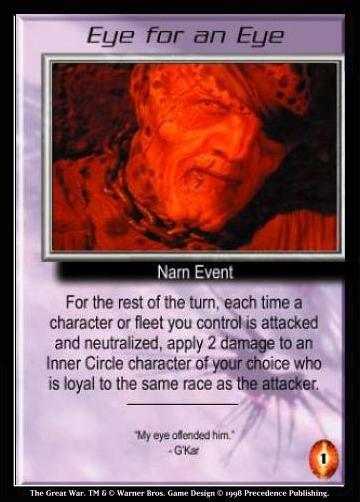 Eye for an Eye
Narn Event
For the rest of the turn, each time a
character or fleet you control is attacked
and neutralized, apply 2 damage to an
Inner Circle character of your choice who
is loyal to the same race as the attacker.
"My eye offended him."
- G'Kar
1
The Great War. TM & © Warner Bros. Game Design © 1998 Precedence Publishing.